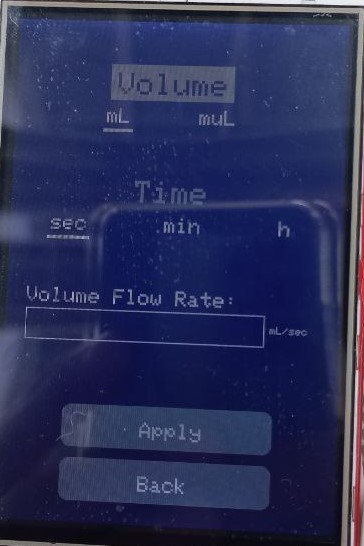 Volume
mL muL
Time
sec min h
Volume Flow Rate:
mL/sec
Apply
Back